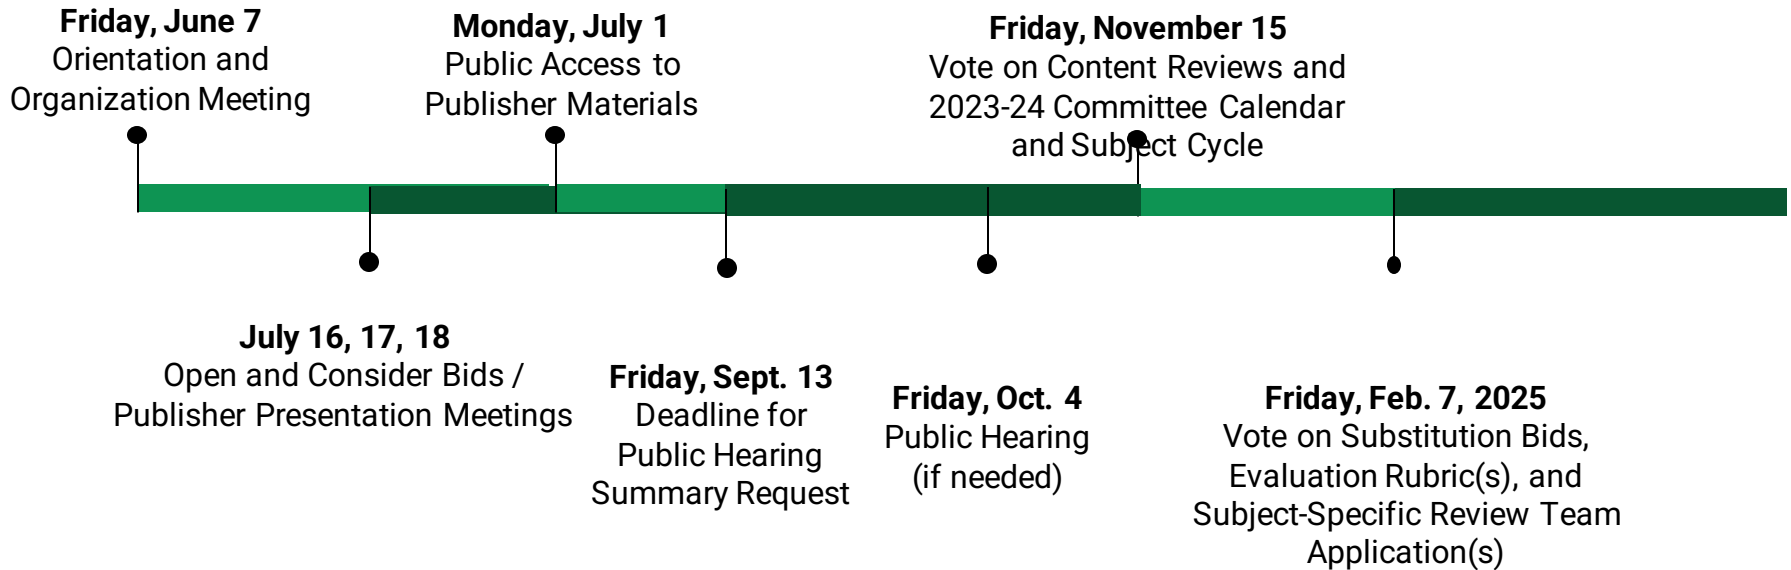 Friday, June 7
Orientation and
Organization Meeting
Monday, July 1
Public Access to
Publisher Materials
Friday, November 15
Vote on Content Reviews and
2023-24 Committee Calendar
and Subject Cycle
July 16, 17, 18
Open and Consider Bids /
Publisher Presentation Meetings
Friday, Sept. 13
Deadline for
Public Hearing
Summary Request
Friday, Oct. 4
Public Hearing
(if needed)
Friday, Feb. 7, 2025
Vote on Substitution Bids,
Evaluation Rubric(s), and
Subject-Specific Review Team
Application(s)